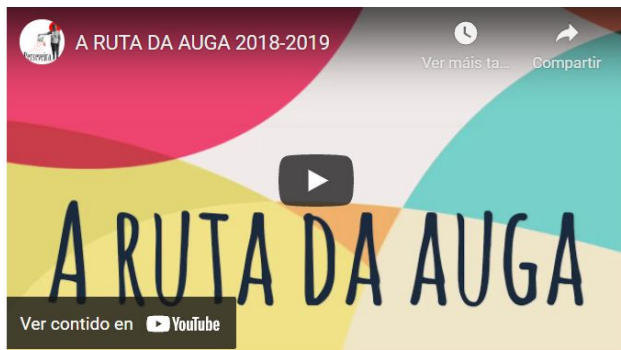 A RUTA DA AUGA 2018-2019
Ver máis ta...
Compartir
A RUTA DA AUGA
Ver contido en YouTube